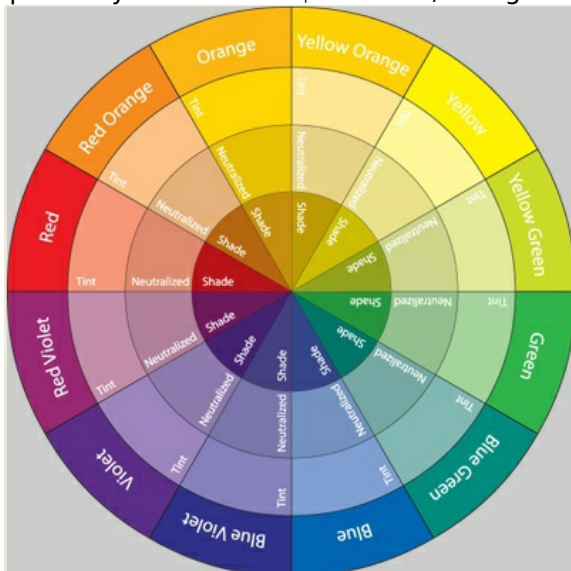 Orange
Tint
Neutralized
Shade
Yellow Orange
Tint
Neutralized
Shade
Yellow
Tint
Neutralized
Shade
Yellow Green
Tint
Neutralized
Shade
Green
Tint
Neutralized
Shade
Blue Green
Tint
Neutralized
Shade
Blue
Tint
Neutralized
Shade
Blue Violet
Tint
Neutralized
Shade
Violet
Tint
Neutralized
Shade
Red Violet
Tint
Neutralized
Shade
Red
Tint
Neutralized
Shade
Red Orange
Tint
Neutralized
Shade